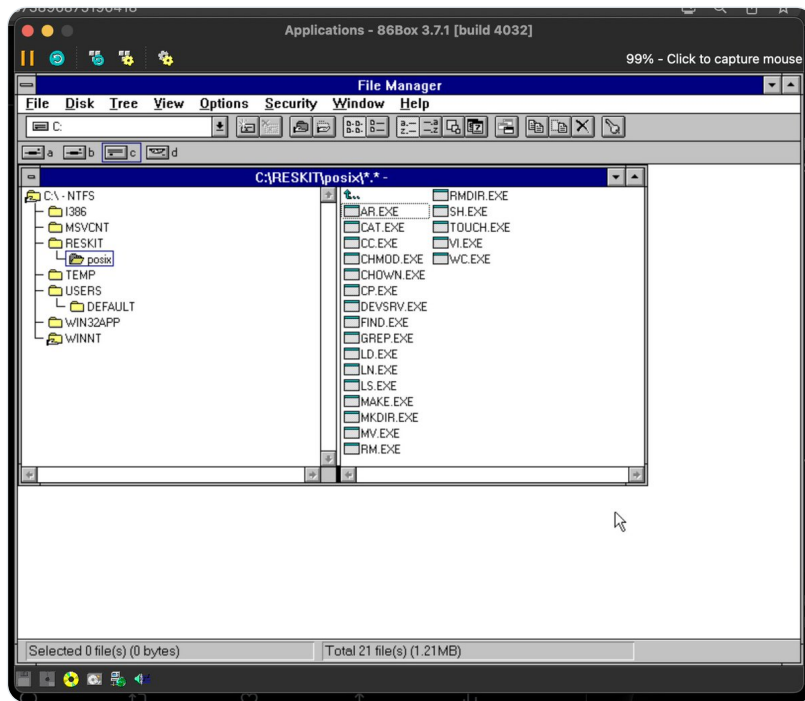 Applications - 86Box 3.7.1 [build 4032]
99% - Click to capture mouse
File Manager
File Disk Tree View Options Security Window Help
C:
a b c d
C:\RESKIT\posix\*.* -
C:\ - NTFS
I386
MSVCNT
RESKIT
posix
TEMP
USERS
DEFAULT
WIN32APP
WINNT
AR.EXE
CAT.EXE
CC.EXE
CHMOD.EXE
CHOWN.EXE
CP.EXE
DEVSRV.EXE
FIND.EXE
GREP.EXE
LD.EXE
LN.EXE
LS.EXE
MAKE.EXE
MKDIR.EXE
MV.EXE
RM.EXE
RMDIR.EXE
SH.EXE
TOUCH.EXE
VI.EXE
WC.EXE
Selected 0 file(s) (0 bytes)
Total 21 file(s) (1.21MB)